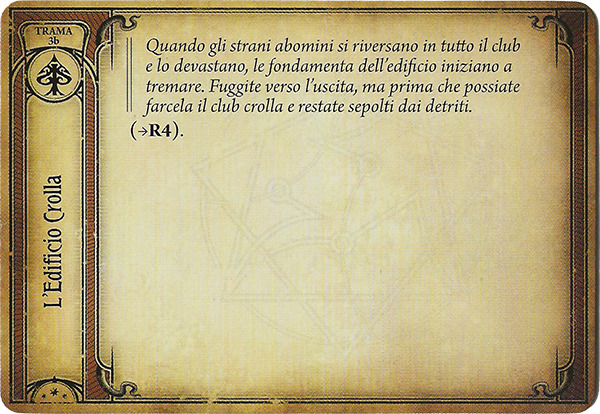 TRAMA
3b
L'Edificio Crolla
Quando gli strani abomini si riversano in tutto il club
e lo devastano, le fondamenta dell'edificio iniziano a
tremare. Fuggite verso l'uscita, ma prima che possiate
farcela il club crolla e restate sepolti dai detriti.
(→R4).